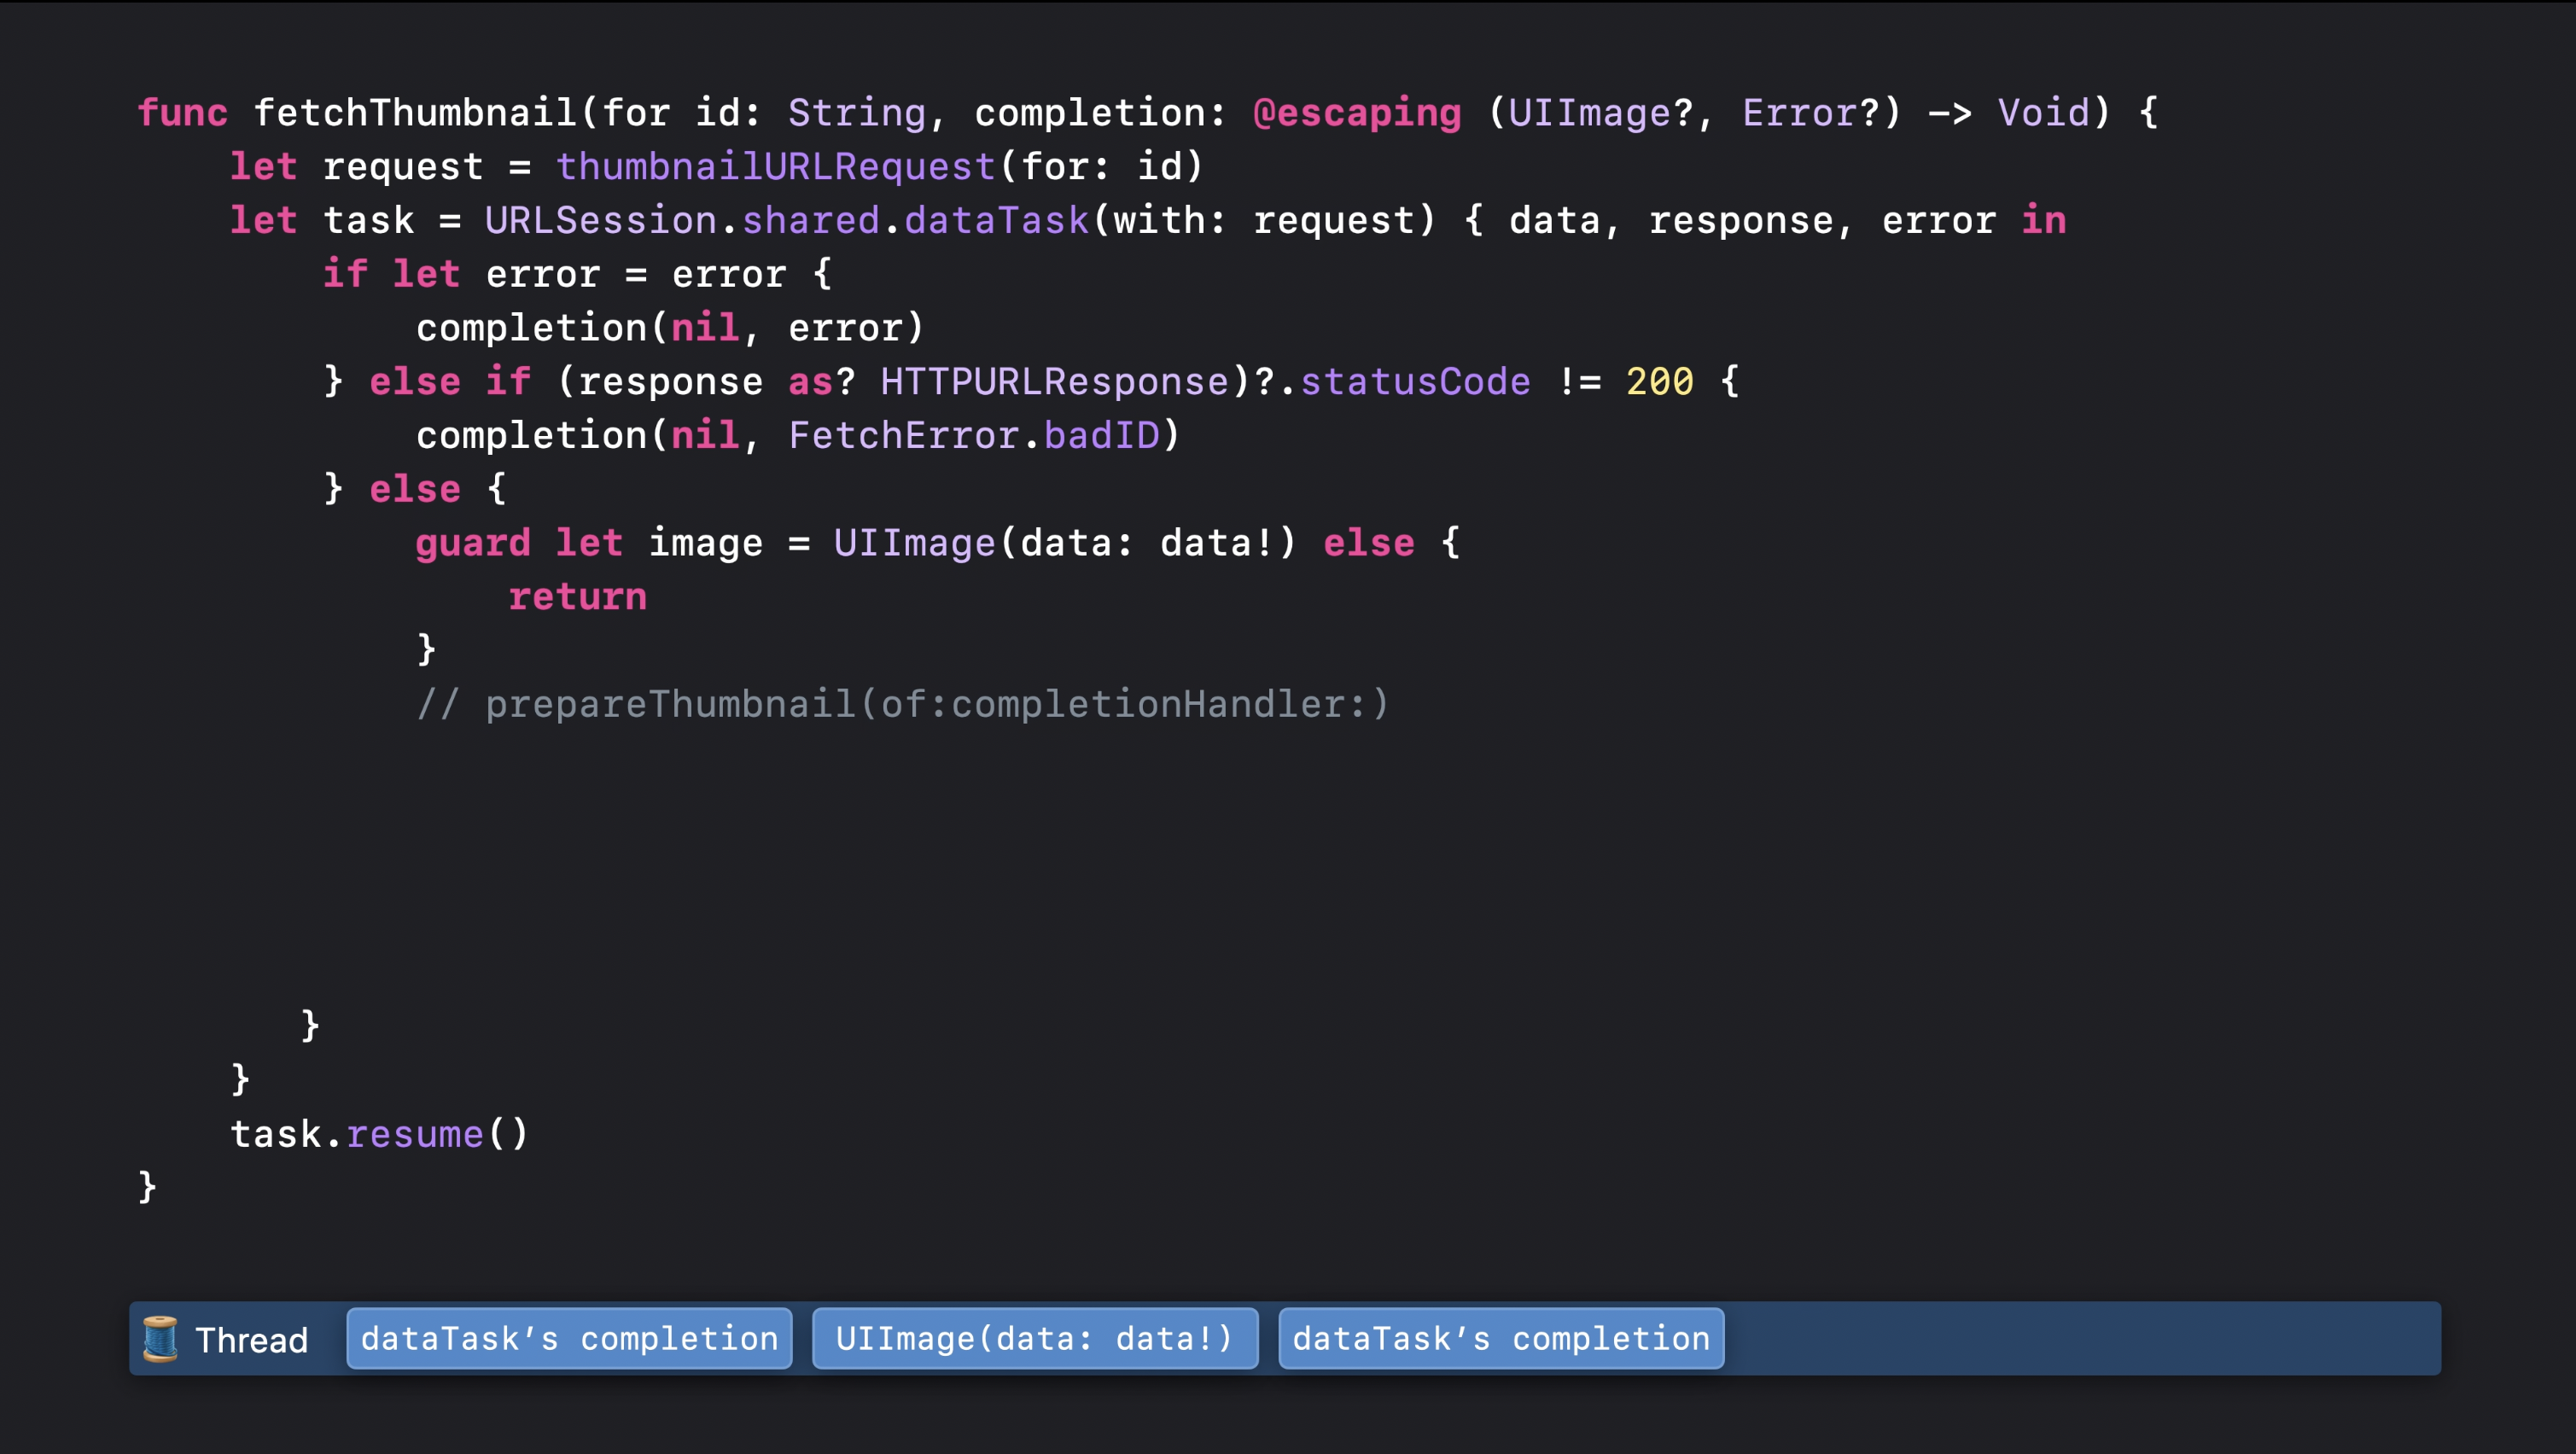 func fetchThumbnail(for id: String, completion: @escaping (UIImage?, Error?) -> Void) {
    let request = thumbnailURLRequest(for: id)
    let task = URLSession.shared.dataTask(with: request) { data, response, error in
        if let error = error {
            completion(nil, error)
        } else if (response as? HTTPURLResponse)?.statusCode != 200 {
            completion(nil, FetchError.badID)
        } else {
            guard let image = UIImage(data: data!) else {
                return
            }
            // prepareThumbnail(of:completionHandler:)
       }
    }
    task.resume()
}
Thread dataTask’s completion UIImage(data: data!) dataTask’s completion